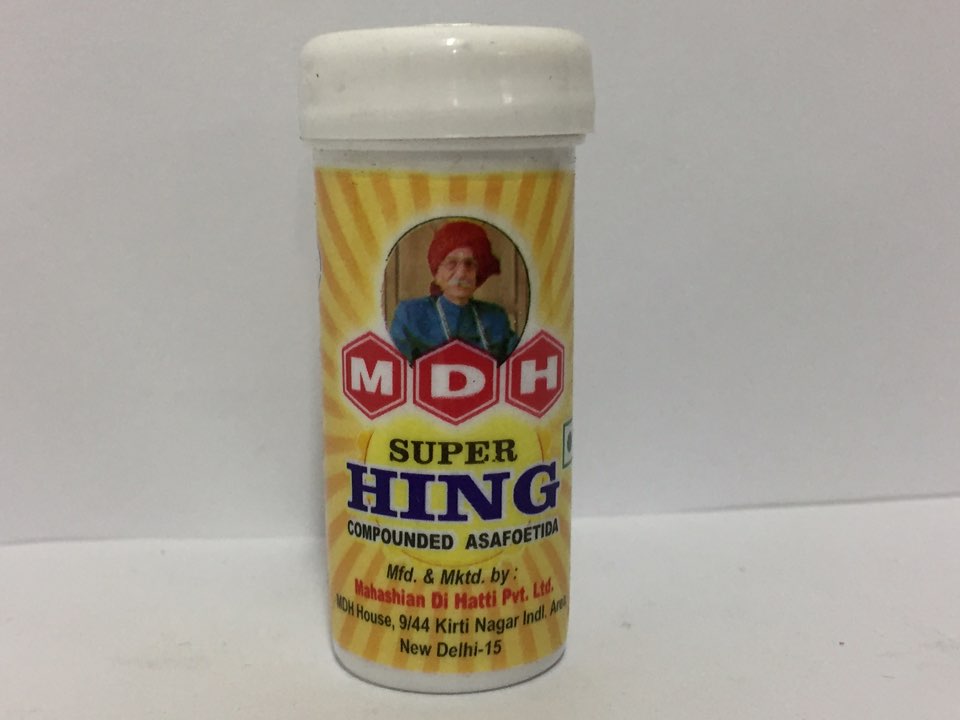 MDH
SUPER
HING
COMPOUNDED ASAFOETIDA
Mfd. & Mktd. by :
Mahashian Di Hatti Pvt. Ltd.
MDH House, 9/44 Kirti Nagar Indl. Area
New Delhi-15